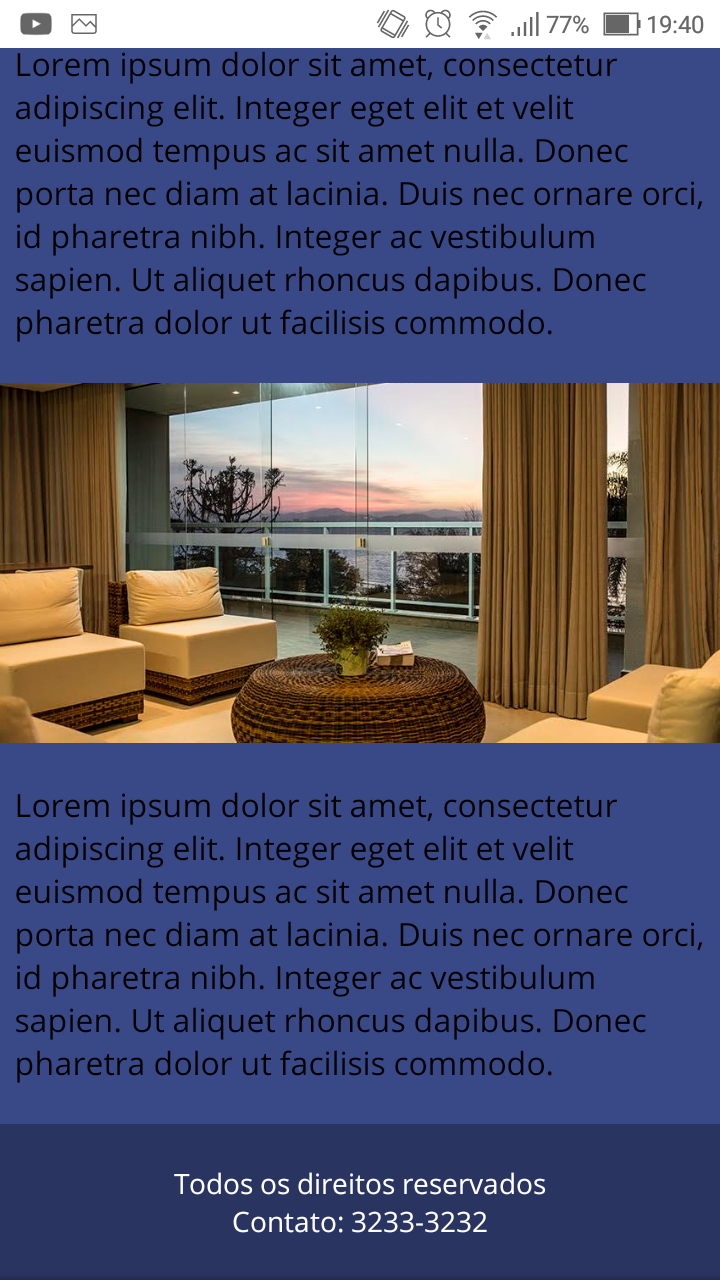 77% 19:40
Lorem ipsum dolor sit amet, consectetur
adipiscing elit. Integer eget elit et velit
euismod tempus ac sit amet nulla. Donec
porta nec diam at lacinia. Duis nec ornare orci,
id pharetra nibh. Integer ac vestibulum
sapien. Ut aliquet rhoncus dapibus. Donec
pharetra dolor ut facilisis commodo.
Lorem ipsum dolor sit amet, consectetur
adipiscing elit. Integer eget elit et velit
euismod tempus ac sit amet nulla. Donec
porta nec diam at lacinia. Duis nec ornare orci,
id pharetra nibh. Integer ac vestibulum
sapien. Ut aliquet rhoncus dapibus. Donec
pharetra dolor ut facilisis commodo.
Todos os direitos reservados
Contato: 3233-3232